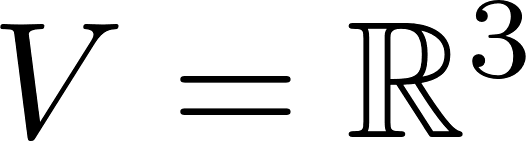 V = ℝ³